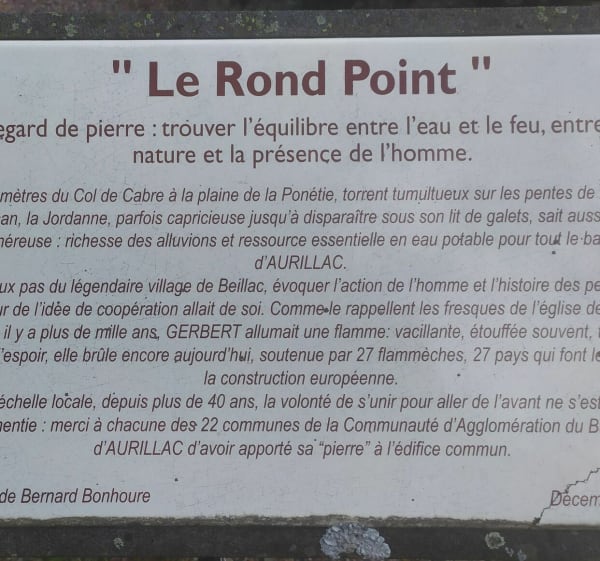 " Le Rond Point "
egard de pierre : trouver l'équilibre entre l'eau et le feu, entre
nature et la présence de l'homme.
mètres du Col de Cabre à la plaine de la Ponétie, torrent tumultueux sur les pentes de
an, la Jordanne, parfois capricieuse jusqu'à disparaître sous son lit de galets, sait auss
néreuse : richesse des alluvions et ressource essentielle en eau potable pour tout le ba
d'AURILLAC.
ux pas du légendaire village de Beillac, évoquer l'action de l'homme et l'histoire des pe
ur de l'idée de coopération allait de soi. Comme le rappellent les fresques de l'église de
il y a plus de mille ans, GERBERT allumait une flamme: vacillante, étouffée souvent,
'espoir, elle brûle encore aujourd'hui, soutenue par 27 flammèches, 27 pays qui font le
la construction européenne.
échelle locale, depuis plus de 40 ans, la volonté de s'unir pour aller de l'avant ne s'est
mentie : merci à chacune des 22 communes de la Communauté d'Agglomération du B
d'AURILLAC d'avoir apporté sa "pierre" à l'édifice commun.
de Bernard Bonhoure
Décem